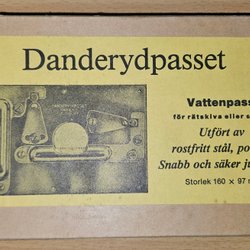 Danderydpasset
Vattenpass
för rätskiva eller s
Utfört av
rostfritt stål, po
Snabb och säker ju
Storlek 160 × 97 m